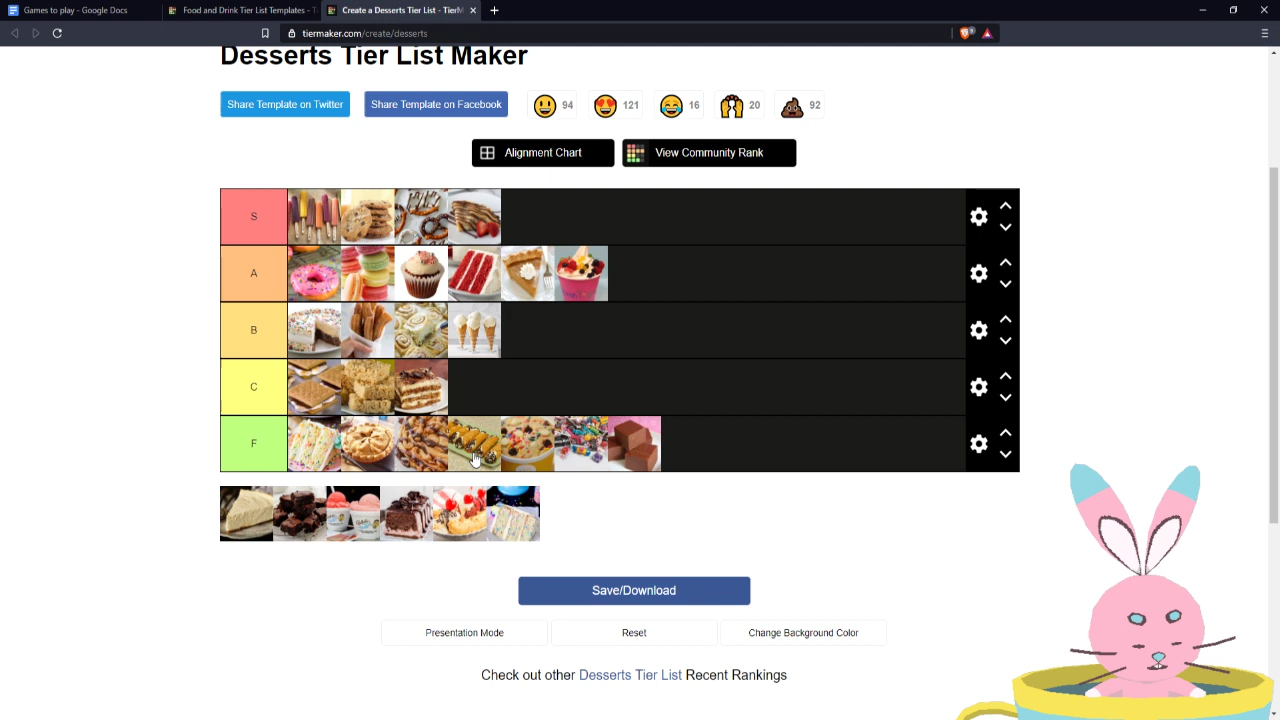 Games to play - Google Docs
Food and Drink Tier List Templates - T
Create a Desserts Tier List - TierM
tiermaker.com/create/desserts
Desserts Tier List Maker
Share Template on Twitter
Share Template on Facebook
94
121
16
20
92
Alignment Chart
View Community Rank
S
A
B
C
F
Save/Download
Presentation Mode
Reset
Change Background Color
Check out other Desserts Tier List Recent Rankings